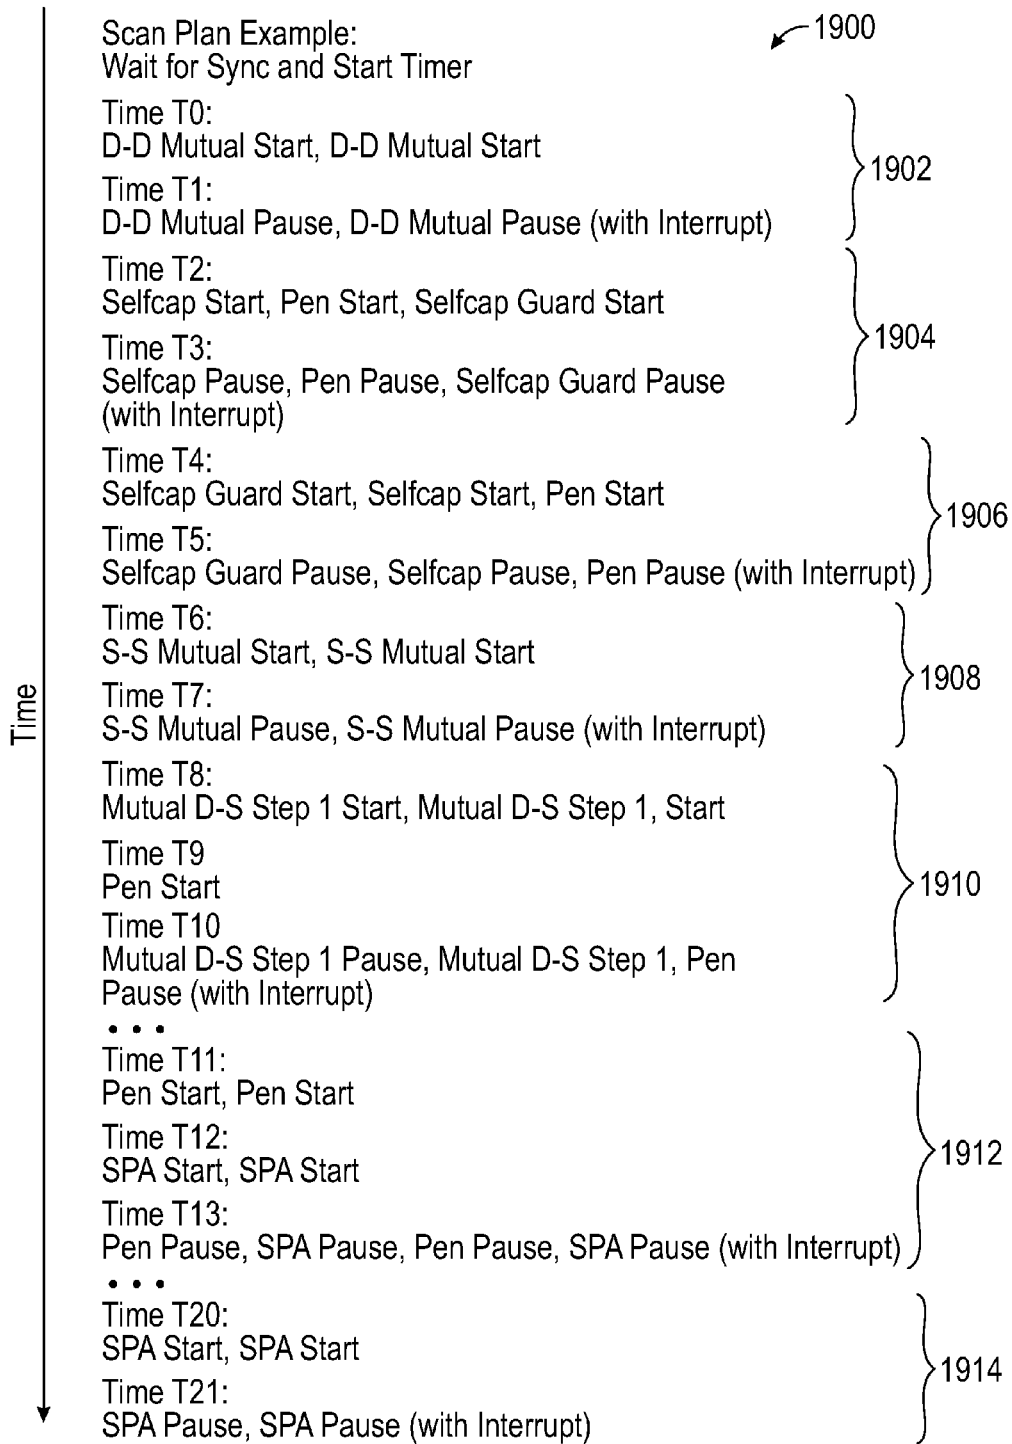 Scan Plan Example:
1900
Wait for Sync and Start Timer
Time T0:
D-D Mutual Start, D-D Mutual Start
1902
Time T1:
D-D Mutual Pause, D-D Mutual Pause (with Interrupt)
Time T2:
Selfcap Start, Pen Start, Selfcap Guard Start
1904
Time T3:
Selfcap Pause, Pen Pause, Selfcap Guard Pause
(with Interrupt)
Time T4:
Selfcap Guard Start, Selfcap Start, Pen Start
1906
Time T5:
Selfcap Guard Pause, Selfcap Pause, Pen Pause (with Interrupt)
Time T6:
S-S Mutual Start, S-S Mutual Start
1908
Time T7:
S-S Mutual Pause, S-S Mutual Pause (with Interrupt)
Time
Time T8:
Mutual D-S Step 1 Start, Mutual D-S Step 1, Start
Time T9
Pen Start
1910
Time T10
Mutual D-S Step 1 Pause, Mutual D-S Step 1, Pen
Pause (with Interrupt)
• • •
Time T11:
Pen Start, Pen Start
Time T12:
SPA Start, SPA Start
1912
Time T13:
Pen Pause, SPA Pause, Pen Pause, SPA Pause (with Interrupt)
• • •
Time T20:
SPA Start, SPA Start
1914
Time T21:
SPA Pause, SPA Pause (with Interrupt)